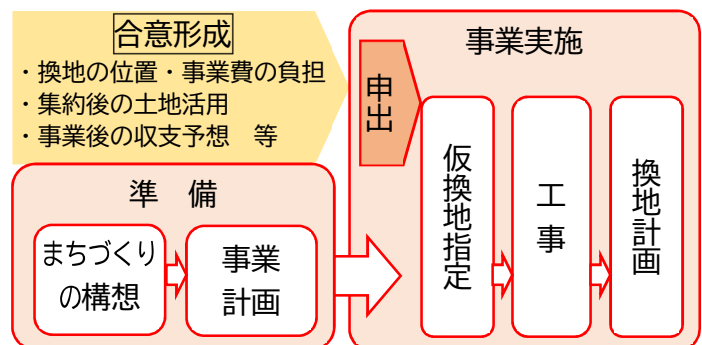 合意形成
・換地の位置・事業費の負担
・集約後の土地活用
・事業後の収支予想　等
準　備
まちづくり
の構想
事業
計画
事業実施
申出
仮換地指定
工事
換地計画